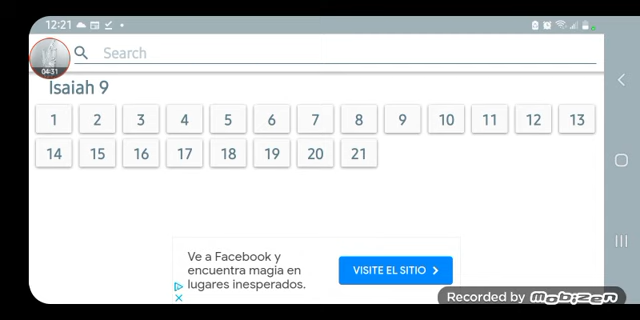 12:21
Search
04:31
Isaiah 9
1 2 3 4 5 6 7 8 9 10 11 12 13
14 15 16 17 18 19 20 21
Ve a Facebook y
encuentra magia en
lugares inesperados.
VISITE EL SITIO
Recorded by mobizen